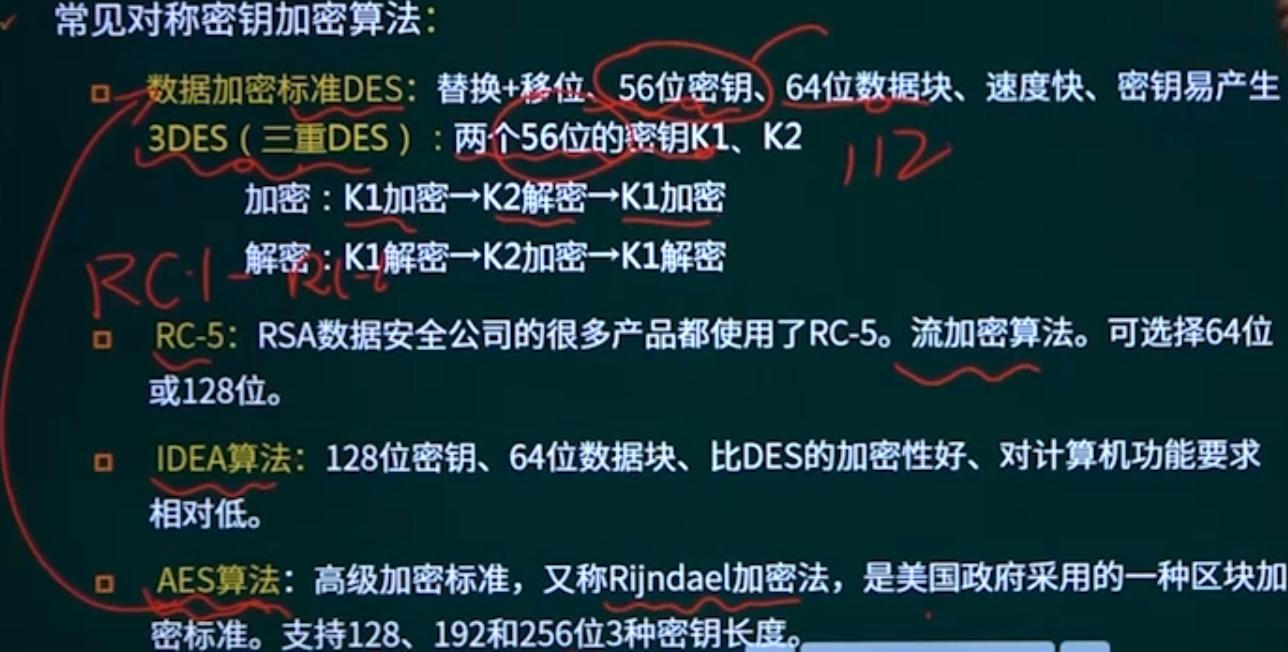 常见对称密钥加密算法：
数据加密标准DES：替换+移位、56位密钥、64位数据块、速度快、密钥易产生
3DES（三重DES）：两个56位的密钥K1、K2
112
加密：K1加密→K2解密→K1加密
解密：K1解密→K2加密→K1解密
RC-5：RSA数据安全公司的很多产品都使用了RC-5。流加密算法。可选择64位
或128位。
IDEA算法：128位密钥、64位数据块、比DES的加密性好、对计算机功能要求
相对低。
AES算法：高级加密标准，又称Rijndael加密法，是美国政府采用的一种区块加
密标准。支持128、192和256位3种密钥长度。